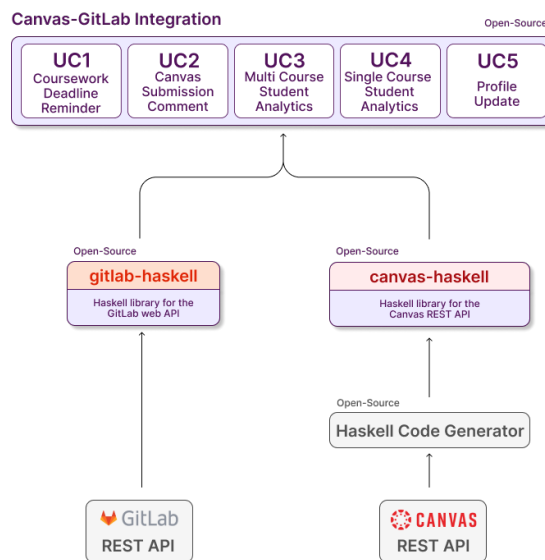 Canvas-GitLab Integration
Open-Source
UC1
Coursework
Deadline
Reminder
UC2
Canvas
Submission
Comment
UC3
Multi Course
Student
Analytics
UC4
Single Course
Student
Analytics
UC5
Profile
Update
Open-Source
gitlab-haskell
Haskell library for the
GitLab web API
Open-Source
canvas-haskell
Haskell library for the
Canvas REST API
Open-Source
Haskell Code Generator
GitLab
REST API
CANVAS
REST API